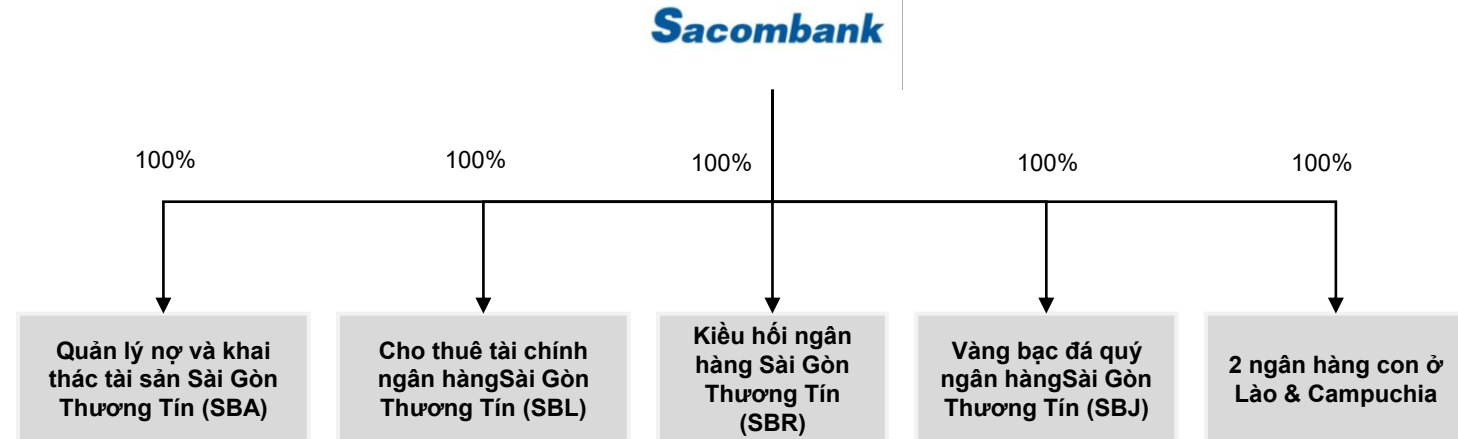 Sacombank
100%
100%
100%
100%
100%
Quản lý nợ và khai
thác tài sản Sài Gòn
Thương Tín (SBA)
Cho thuê tài chính
ngân hàngSài Gòn
Thương Tín (SBL)
Kiều hối ngân
hàng Sài Gòn
Thương Tín
(SBR)
Vàng bạc đá quý
ngân hàngSài Gòn
Thương Tín (SBJ)
2 ngân hàng con ở
Lào & Campuchia